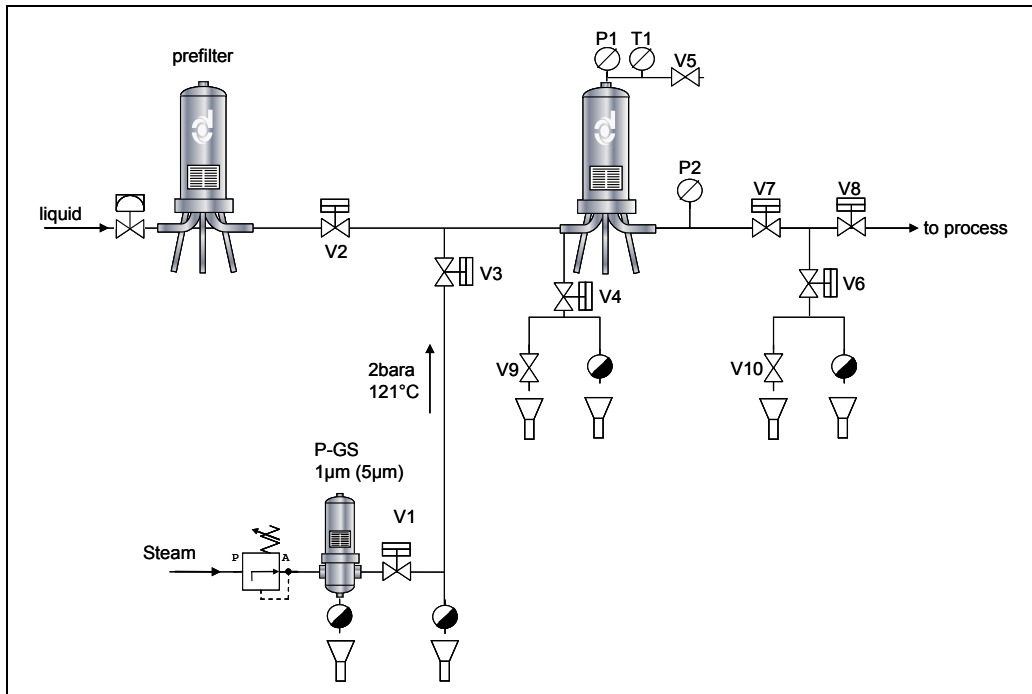 P1
T1
V5
prefilter
P2
V7
V8
liquid
to process
V2
V3
V4
V6
2bara
121°C
V9
V10
P-GS
1µm (5µm)
V1
Steam
P
A